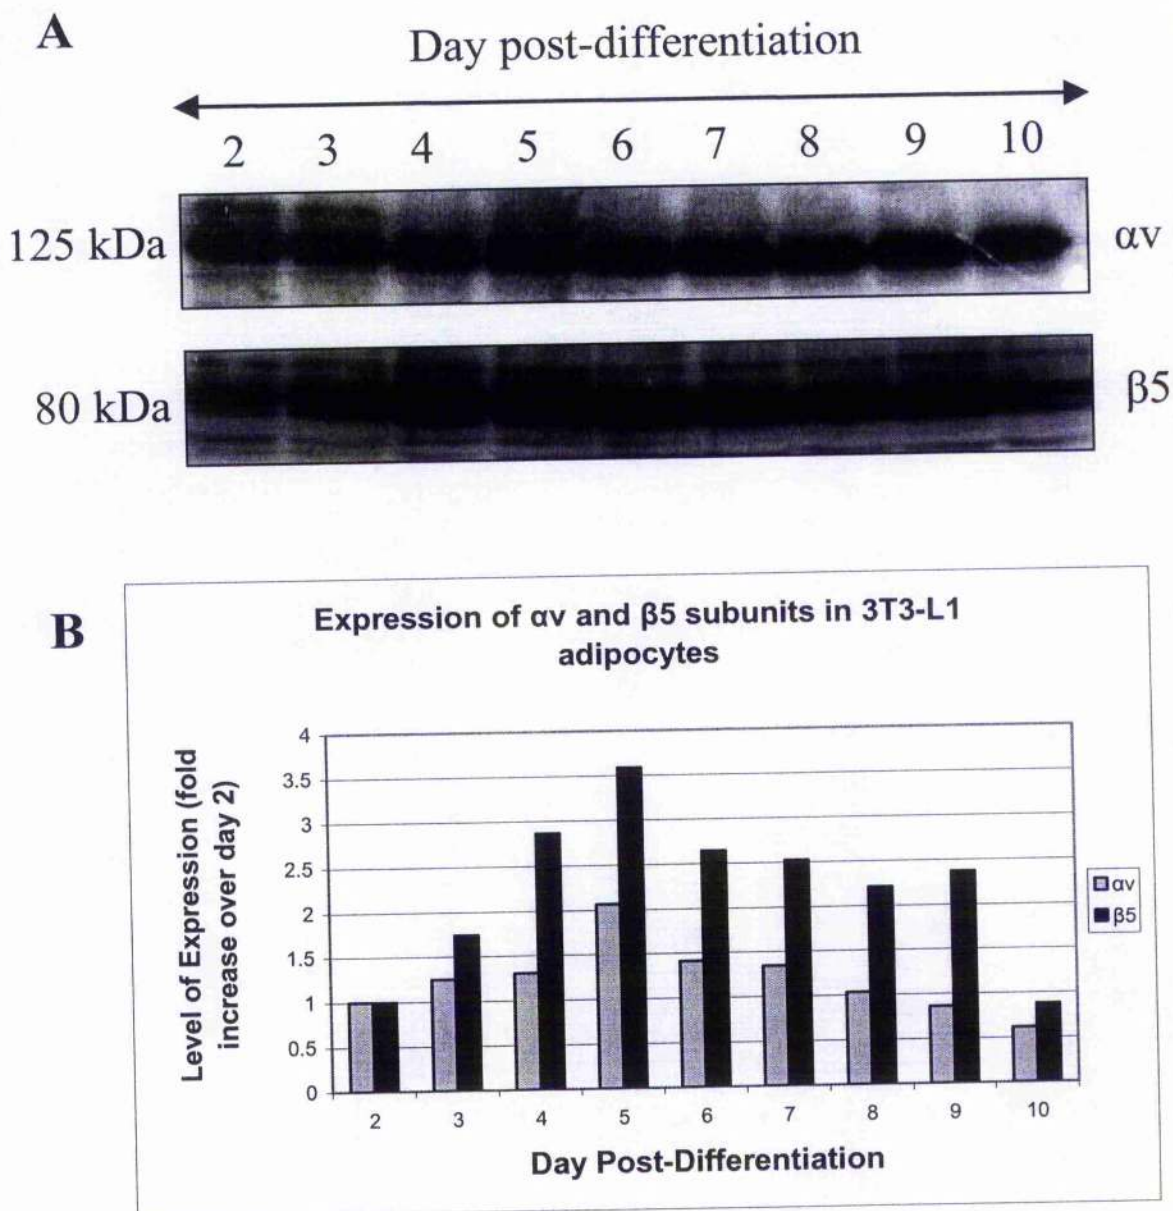 A
Day post-differentiation
2 3 4 5 6 7 8 9 10
125 kDa αv
80 kDa β5
B
Expression of αv and β5 subunits in 3T3-L1
adipocytes
Level of Expression (fold
increase over day 2)
4
3.5
3
2.5
2
1.5
1
0.5
0
2 3 4 5 6 7 8 9 10
Day Post-Differentiation
αv
β5